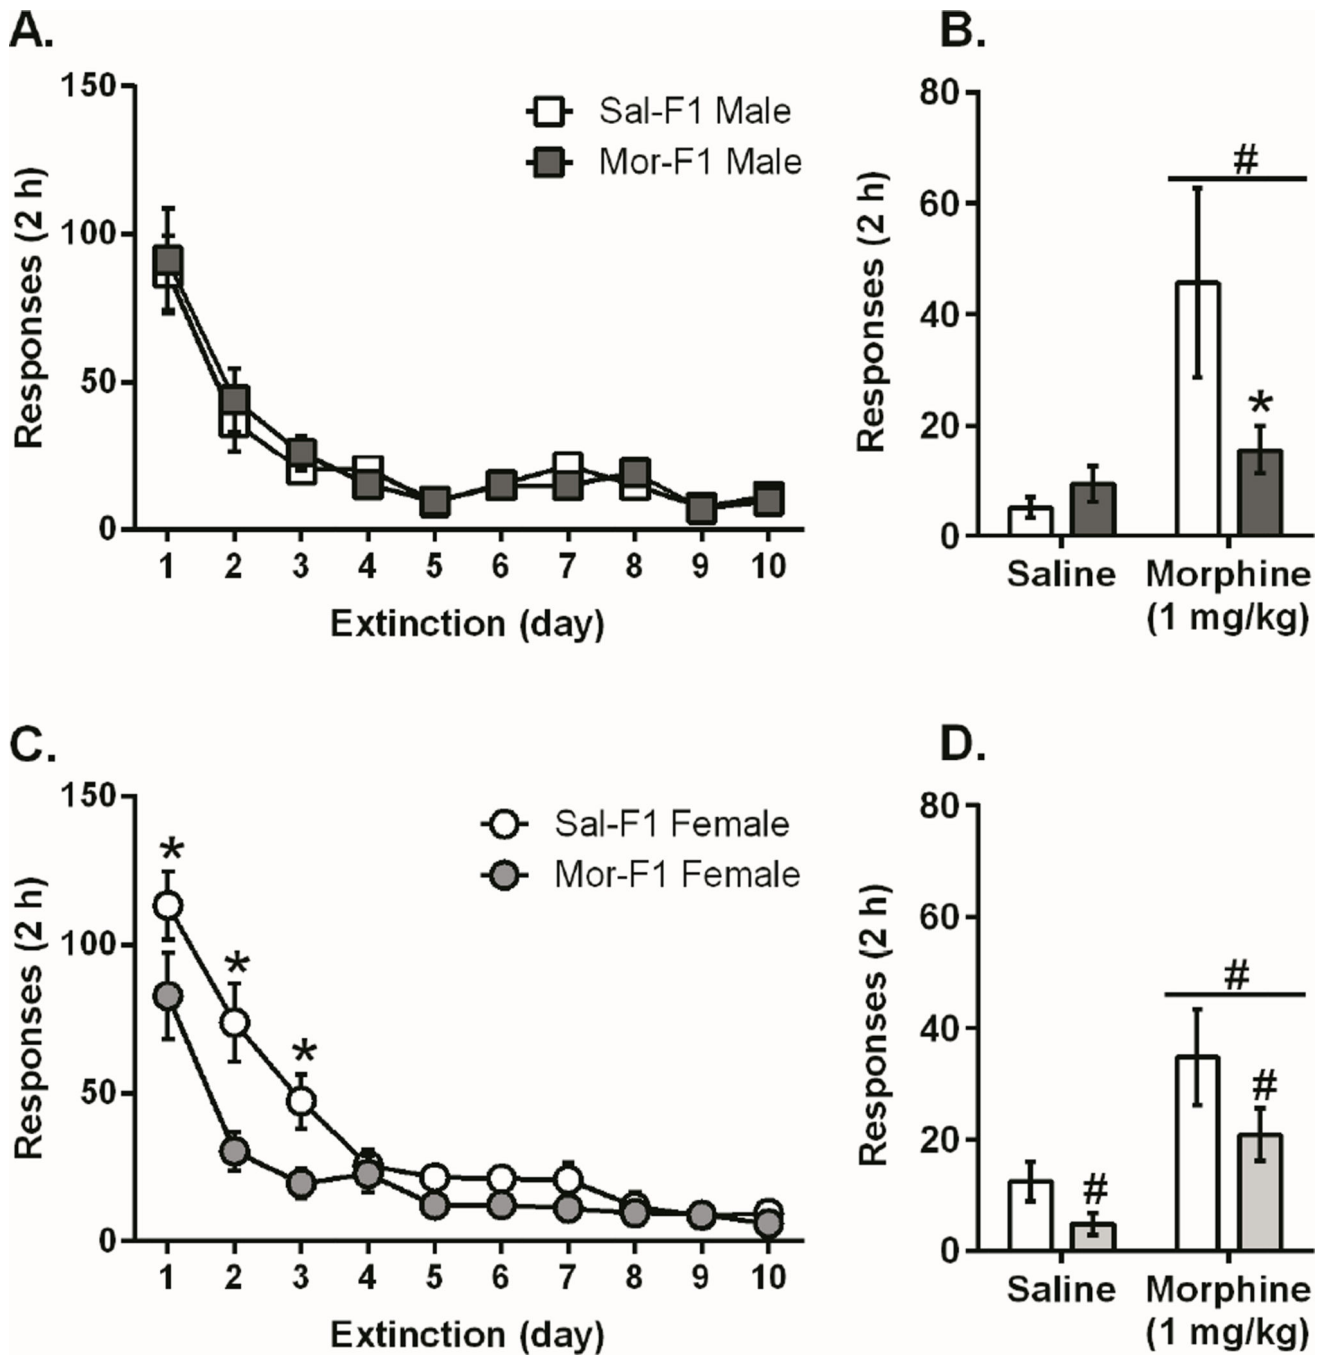 A.
150
100
50
0
Responses (2 h)
Sal-F1 Male
Mor-F1 Male
1 2 3 4 5 6 7 8 9 10
Extinction (day)
B.
80
60
40
20
0
Responses (2 h)
#
*
Saline
Morphine
(1 mg/kg)
C.
150
100
50
0
Responses (2 h)
*
*
*
Sal-F1 Female
Mor-F1 Female
1 2 3 4 5 6 7 8 9 10
Extinction (day)
D.
80
60
40
20
0
Responses (2 h)
#
#
#
Saline
Morphine
(1 mg/kg)